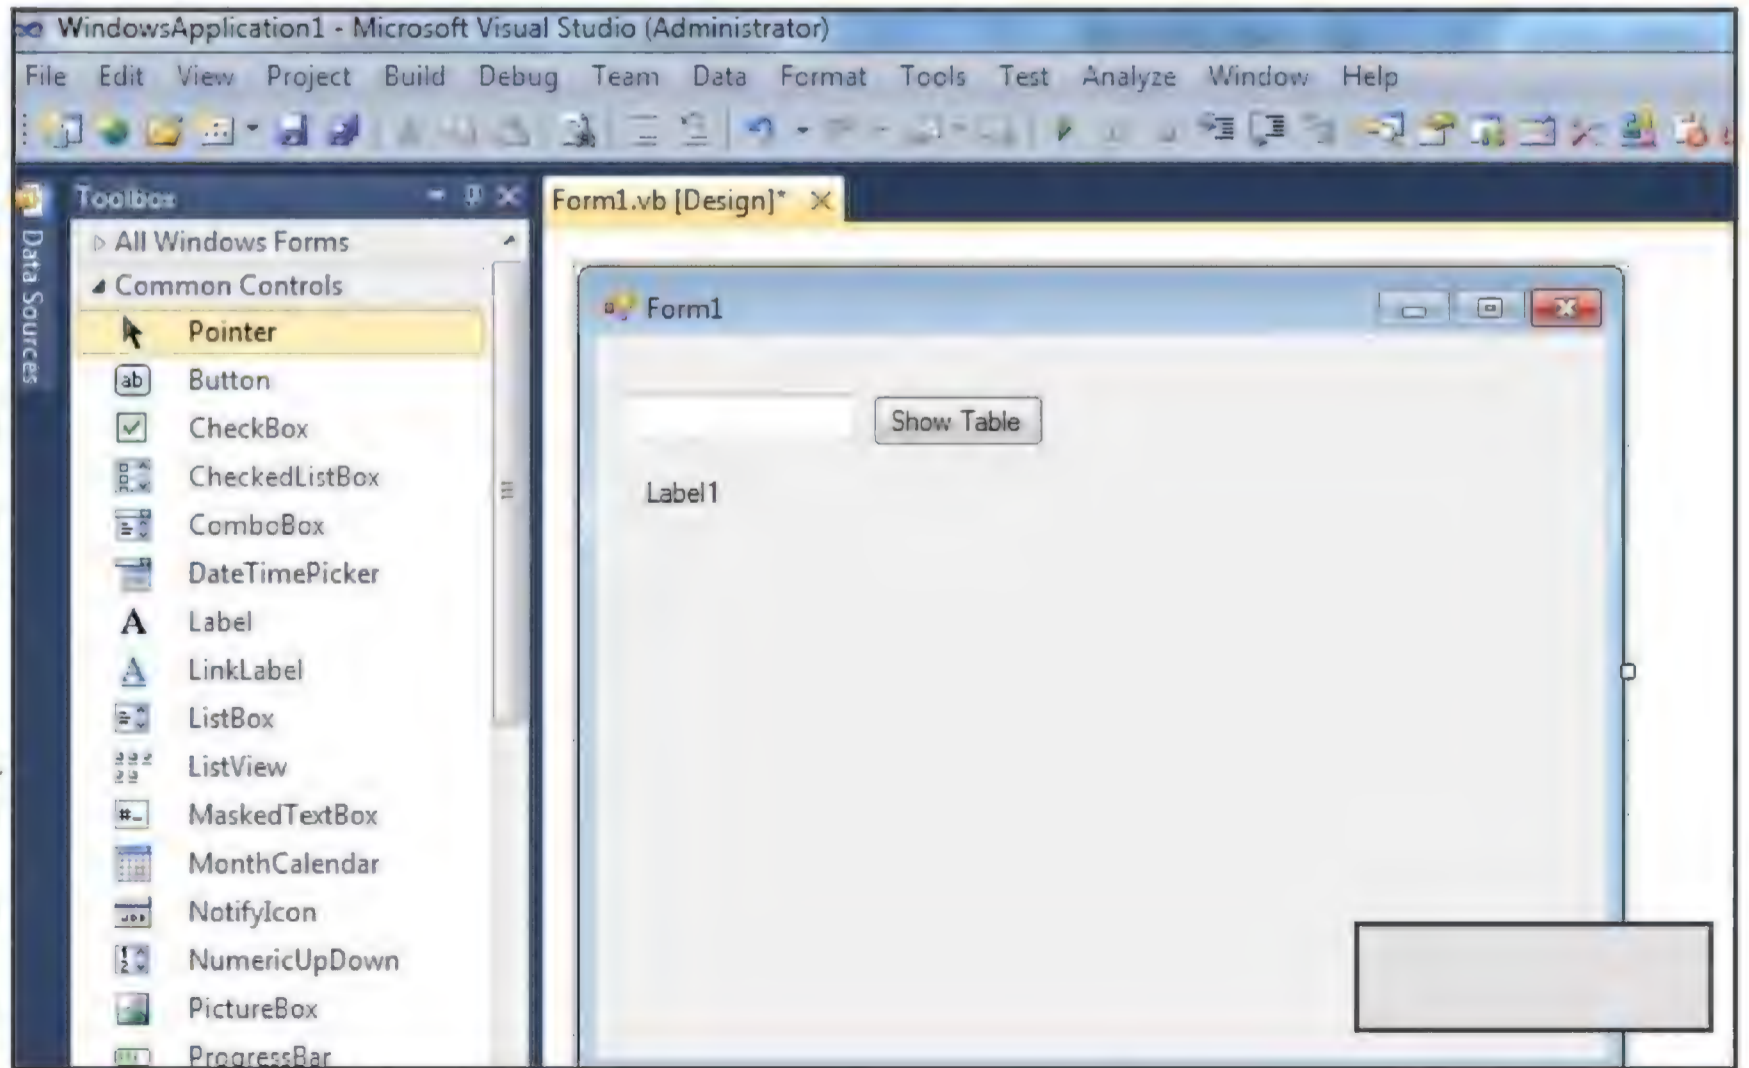 WindowsApplication1 - Microsoft Visual Studio (Administrator)
File Edit View Project Build Debug Team Data Format Tools Test Analyze Window Help
Toolbox
Form1.vb [Design]*
Data Sources
All Windows Forms
Common Controls
Pointer
Button
CheckBox
CheckedListBox
ComboBox
DateTimePicker
Label
LinkLabel
ListBox
ListView
MaskedTextBox
MonthCalendar
NotifyIcon
NumericUpDown
PictureBox
ProgressBar
Form1
Show Table
Label1